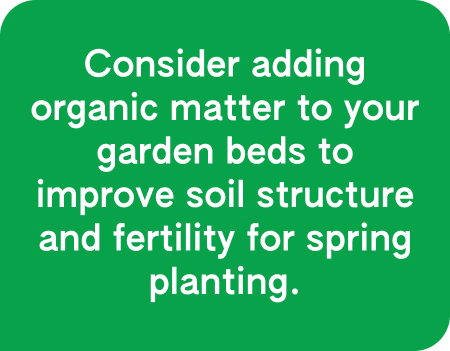 Consider adding
organic matter to your
garden beds to
improve soil structure
and fertility for spring
planting.